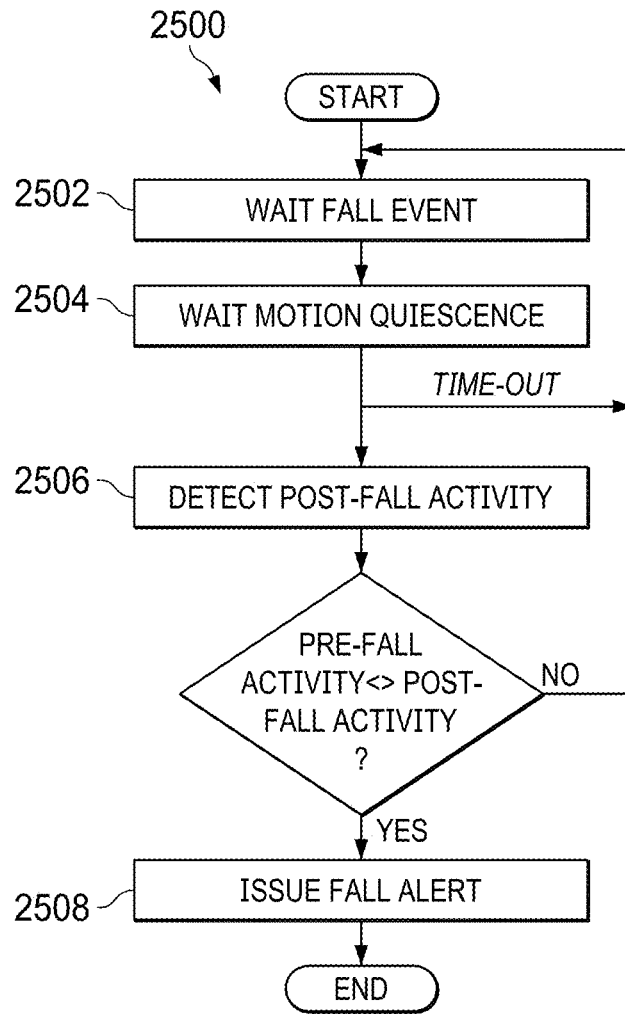 2500
START
2502
WAIT FALL EVENT
2504
WAIT MOTION QUIESCENCE
TIME-OUT
2506
DETECT POST-FALL ACTIVITY
PRE-FALL
ACTIVITY<> POST-
FALL ACTIVITY
?
NO
YES
2508
ISSUE FALL ALERT
END